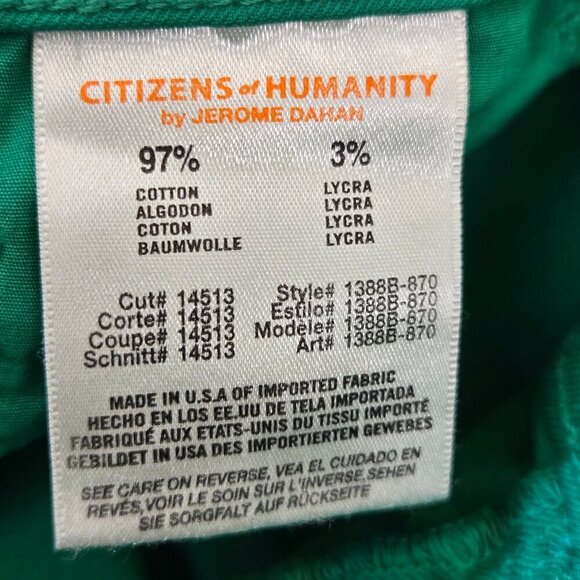 CITIZENS of HUMANITY
by JEROME DAHAN
97% 3%
COTTON LYCRA
ALGODON LYCRA
COTON LYCRA
BAUMWOLLE LYCRA
Cut# 14513 Style# 1388B-870
Corte# 14513 Estilo# 1388B-870
Coupe# 14513 Modèle# 1388B-870
Schnitt# 14513 Art# 1388B-870
MADE IN U.S.A OF IMPORTED FABRIC
HECHO EN LOS EE.UU DE TELA IMPORTADA
FABRIQUÉ AUX ETATS-UNIS DU TISSU IMPORTÉ
GEBILDET IN USA DES IMPORTIERTEN GEWEBES
SEE CARE ON REVERSE, VEA EL CUIDADO EN
REVÉS,VOIR LE SOIN SUR L'INVERSE,SEHEN
SIE SORGFALT AUF RÜCKSEITE